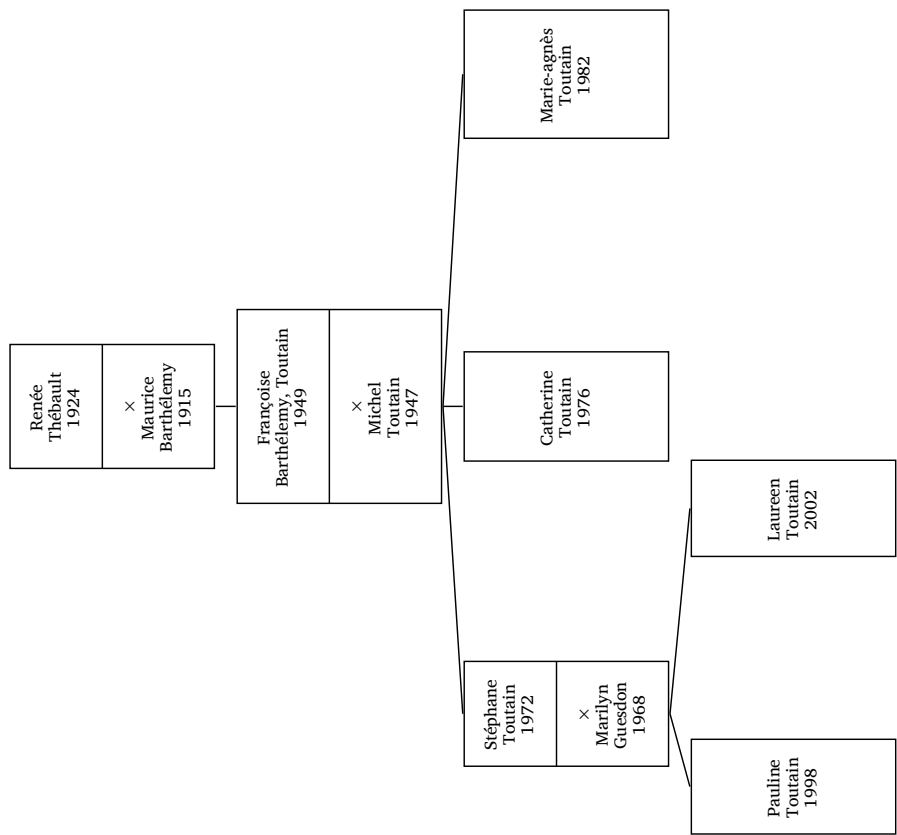 Renée
Thébault
1924
×
Maurice
Barthélemy
1915
Françoise
Barthélemy, Toutain
1949
×
Michel
Toutain
1947
Stéphane
Toutain
1972
×
Marilyn
Guesdon
1968
Pauline
Toutain
1998
Laureen
Toutain
2002
Catherine
Toutain
1976
Marie-agnès
Toutain
1982